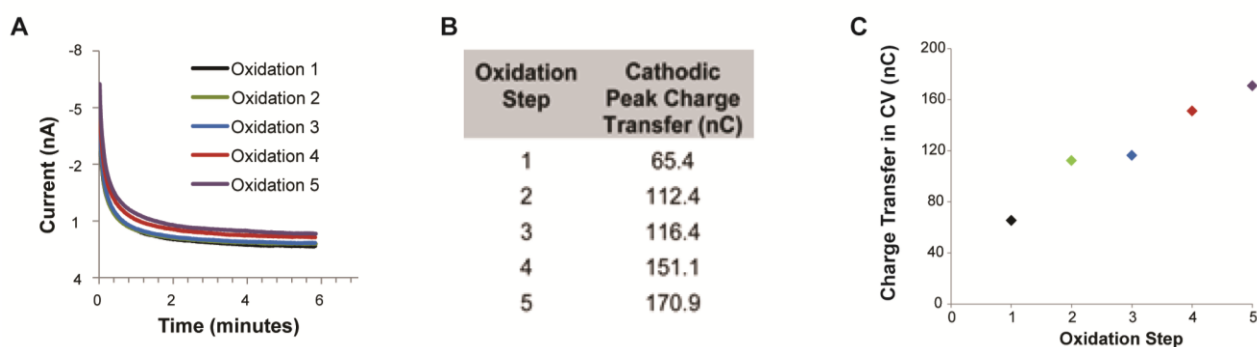 A
Current (nA)
-8
-5
-2
1
4
Oxidation 1
Oxidation 2
Oxidation 3
Oxidation 4
Oxidation 5
0
2
4
6
Time (minutes)
B
Oxidation Step
Cathodic Peak Charge Transfer (nC)
1 65.4
2 112.4
3 116.4
4 151.1
5 170.9
C
Charge Transfer in CV (nC)
200
160
120
80
40
0
0
1
2
3
4
5
Oxidation Step